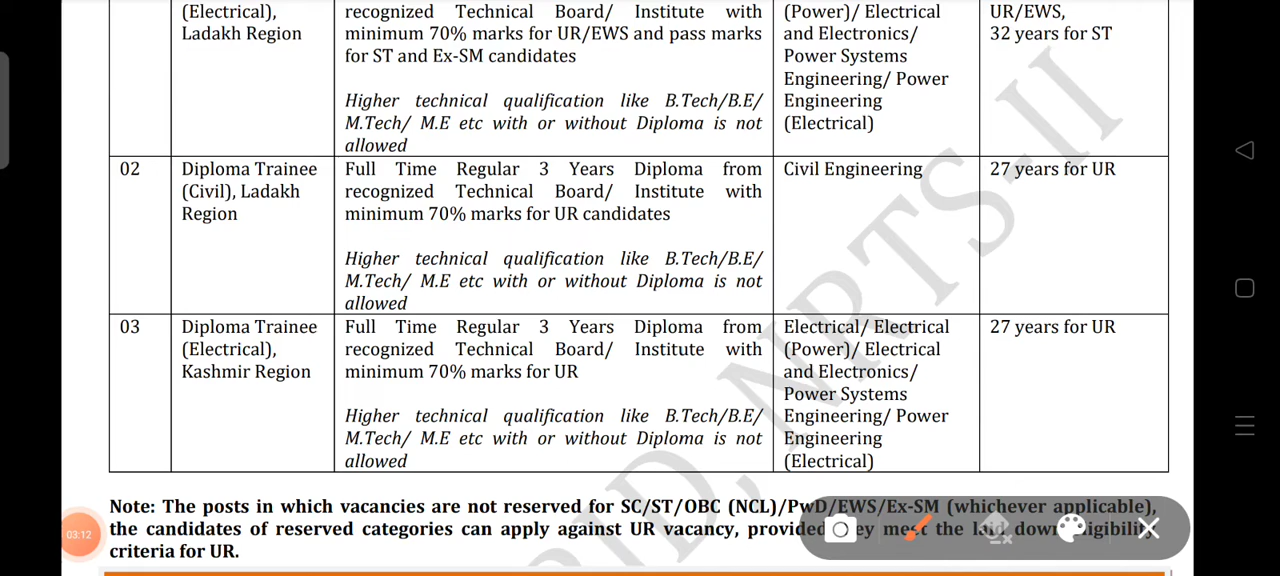 (Electrical),
Ladakh Region
recognized Technical Board/ Institute with
minimum 70% marks for UR/EWS and pass marks
for ST and Ex-SM candidates
Higher technical qualification like B.Tech/B.E/
M.Tech/ M.E etc with or without Diploma is not
allowed
(Power)/ Electrical
and Electronics/
Power Systems
Engineering/ Power
Engineering
(Electrical)
UR/EWS,
32 years for ST
02
Diploma Trainee
(Civil), Ladakh
Region
Full Time Regular 3 Years Diploma from
recognized Technical Board/ Institute with
minimum 70% marks for UR candidates
Higher technical qualification like B.Tech/B.E/
M.Tech/ M.E etc with or without Diploma is not
allowed
Civil Engineering
27 years for UR
03
Diploma Trainee
(Electrical),
Kashmir Region
Full Time Regular 3 Years Diploma from
recognized Technical Board/ Institute with
minimum 70% marks for UR
Higher technical qualification like B.Tech/B.E/
M.Tech/ M.E etc with or without Diploma is not
allowed
Electrical/ Electrical
(Power)/ Electrical
and Electronics/
Power Systems
Engineering/ Power
Engineering
(Electrical)
27 years for UR
Note: The posts in which vacancies are not reserved for SC/ST/OBC (NCL)/PwD/EWS/Ex-SM (whichever applicable),
the candidates of reserved categories can apply against UR vacancy, provided meet the down
criteria for UR.
03:12
NRTS-II